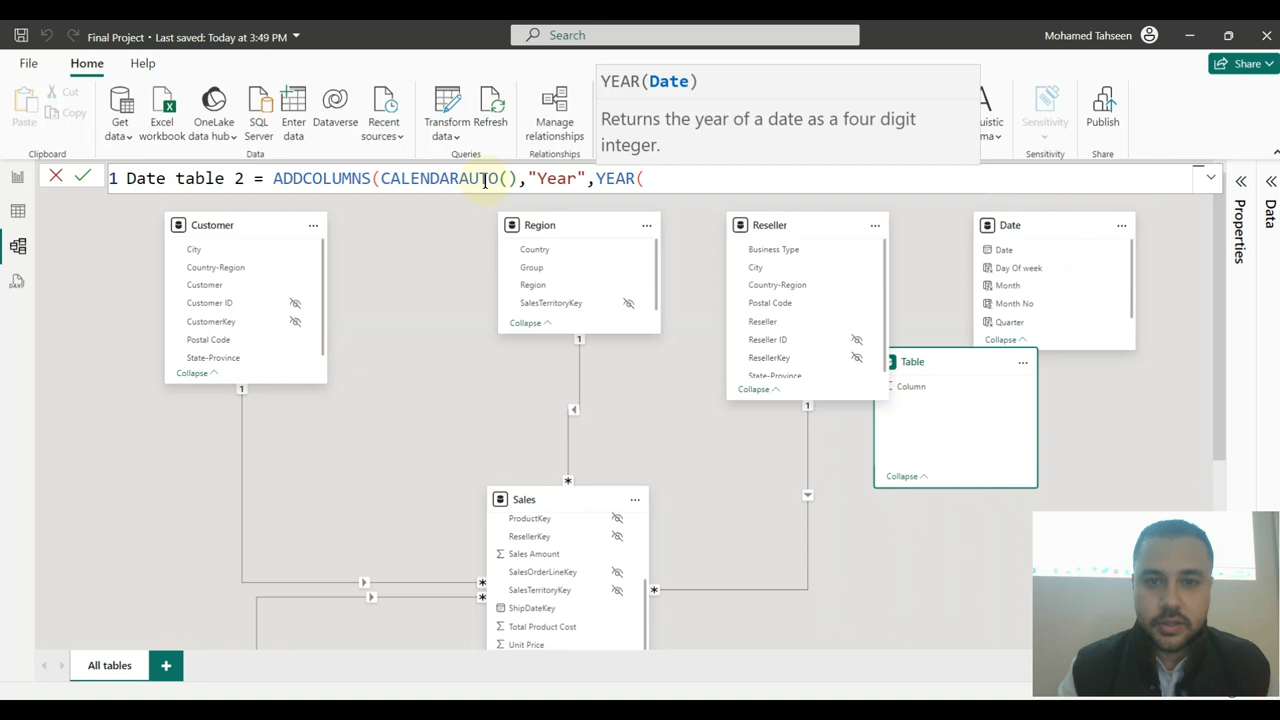 Final Project • Last saved: Today at 3:49 PM
Search
Mohamed Tahseen
File
Home
Help
Share
Paste
Cut
Copy
Get data
Excel workbook
OneLake data hub
SQL Server
Enter data
Dataverse
Recent sources
Transform data
Refresh
Manage relationships
Sensitivity
Publish
Clipboard
Data
Queries
Relationships
Sensitivity
Share
YEAR(Date)
Returns the year of a date as a four digit
integer.
1 Date table 2 = ADDCOLUMNS(CALENDARAUTO(),"Year",YEAR(
Customer
City
Country-Region
Customer
Customer ID
CustomerKey
Postal Code
State-Province
Collapse
1
Region
Country
Group
Region
SalesTerritoryKey
Collapse
1
Reseller
Business Type
City
Country-Region
Postal Code
Reseller
Reseller ID
ResellerKey
State-Province
Collapse
1
Date
Date
Day Of week
Month
Month No
Quarter
Collapse
Table
Column
Collapse
Sales
ProductKey
ResellerKey
Sales Amount
SalesOrderLineKey
SalesTerritoryKey
ShipDateKey
Total Product Cost
Unit Price
*
*
*
*
Properties
Data
All tables
+